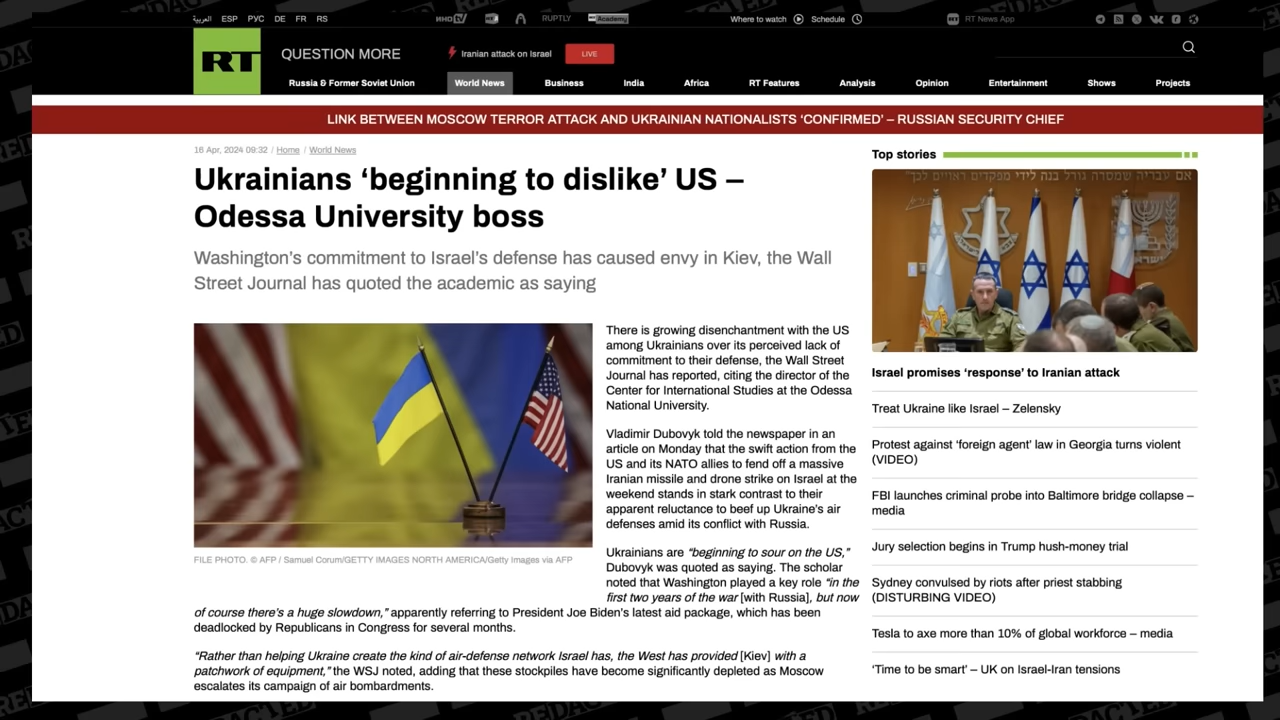 العربية ESP РУС DE FR RS
RUPTLY
Academy
Where to watch Schedule
RT News App
RT
QUESTION MORE
Iranian attack on Israel
LIVE
Russia & Former Soviet Union World News Business India Africa RT Features Analysis Opinion Entertainment Shows Projects
LINK BETWEEN MOSCOW TERROR ATTACK AND UKRAINIAN NATIONALISTS ‘CONFIRMED’ – RUSSIAN SECURITY CHIEF
16 Apr, 2024 09:32 / Home / World News
Ukrainians ‘beginning to dislike’ US –
Odessa University boss
Washington’s commitment to Israel’s defense has caused envy in Kiev, the Wall
Street Journal has quoted the academic as saying
FILE PHOTO. © AFP / Samuel Corum/GETTY IMAGES NORTH AMERICA/Getty Images via AFP
There is growing disenchantment with the US
among Ukrainians over its perceived lack of
commitment to their defense, the Wall Street
Journal has reported, citing the director of the
Center for International Studies at the Odessa
National University.
Vladimir Dubovyk told the newspaper in an
article on Monday that the swift action from the
US and its NATO allies to fend off a massive
Iranian missile and drone strike on Israel at the
weekend stands in stark contrast to their
apparent reluctance to beef up Ukraine’s air
defenses amid its conflict with Russia.
Ukrainians are “beginning to sour on the US,”
Dubovyk was quoted as saying. The scholar
noted that Washington played a key role “in the
first two years of the war [with Russia], but now
of course there’s a huge slowdown,” apparently referring to President Joe Biden’s latest aid package, which has been
deadlocked by Republicans in Congress for several months.
“Rather than helping Ukraine create the kind of air-defense network Israel has, the West has provided [Kiev] with a
patchwork of equipment,” the WSJ noted, adding that these stockpiles have become significantly depleted as Moscow
escalates its campaign of air bombardments.
Top stories
Israel promises ‘response’ to Iranian attack
Treat Ukraine like Israel – Zelensky
Protest against ‘foreign agent’ law in Georgia turns violent
(VIDEO)
FBI launches criminal probe into Baltimore bridge collapse –
media
Jury selection begins in Trump hush-money trial
Sydney convulsed by riots after priest stabbing
(DISTURBING VIDEO)
Tesla to axe more than 10% of global workforce – media
‘Time to be smart’ – UK on Israel-Iran tensions